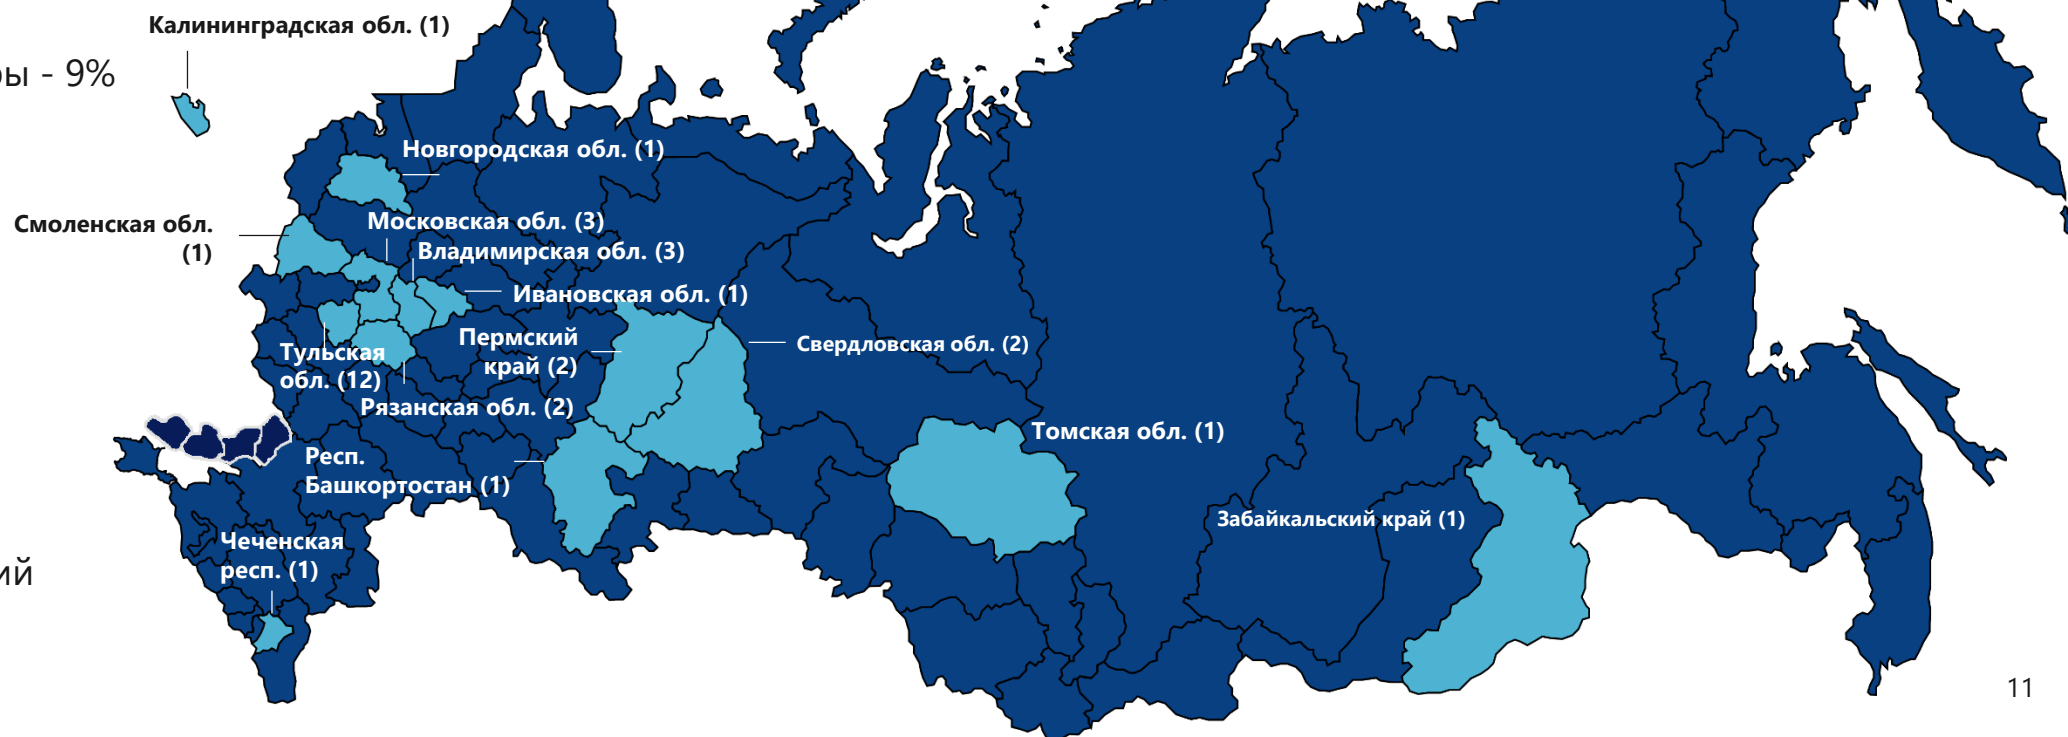 Калининградская обл. (1)
ры - 9%
Новгородская обл. (1)
Смоленская обл.
(1)
Московская обл. (3)
Владимирская обл. (3)
Ивановская обл. (1)
Пермский
край (2)
Свердловская обл. (2)
Тульская
обл. (12)
Рязанская обл. (2)
Томская обл. (1)
Респ.
Башкортостан (1)
Забайкальский край (1)
Чеченская
респ. (1)
ий
11